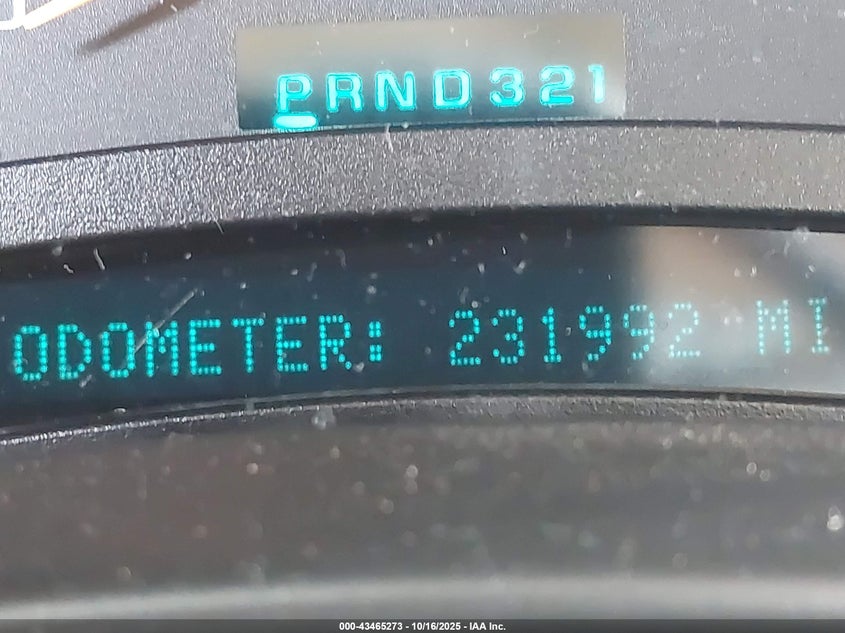 PRND321
ODOMETER: 231992 MI
000-43465273 - 10/16/2025 - IAA Inc.